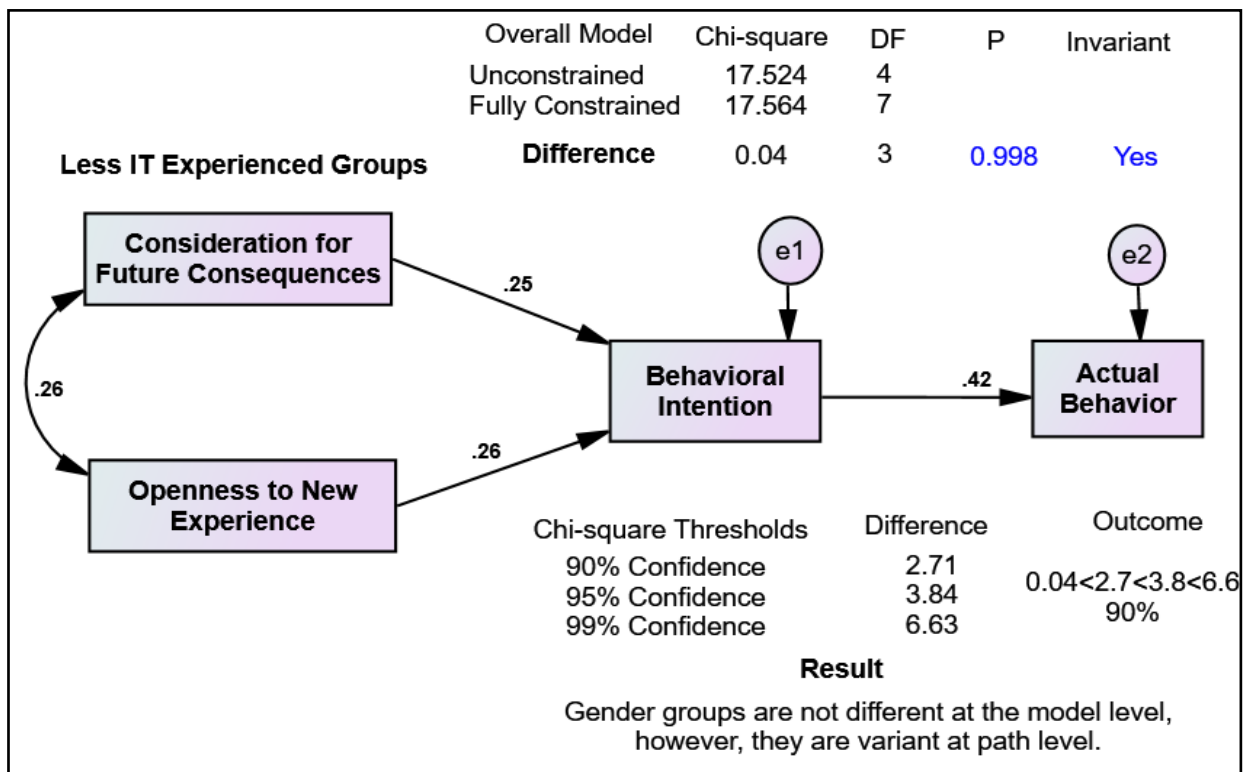 Overall Model Chi-square DF P Invariant
Unconstrained 17.524 4
Fully Constrained 17.564 7
Difference 0.04 3 0.998 Yes
Less IT Experienced Groups
Consideration for
Future Consequences
e1
e2
.25
.26
Behavioral
Intention
.42
Actual
Behavior
.26
Openness to New
Experience
Chi-square Thresholds Difference Outcome
90% Confidence 2.71
95% Confidence 3.84
99% Confidence 6.63
0.04<2.7<3.8<6.6
90%
Result
Gender groups are not different at the model level,
however, they are variant at path level.